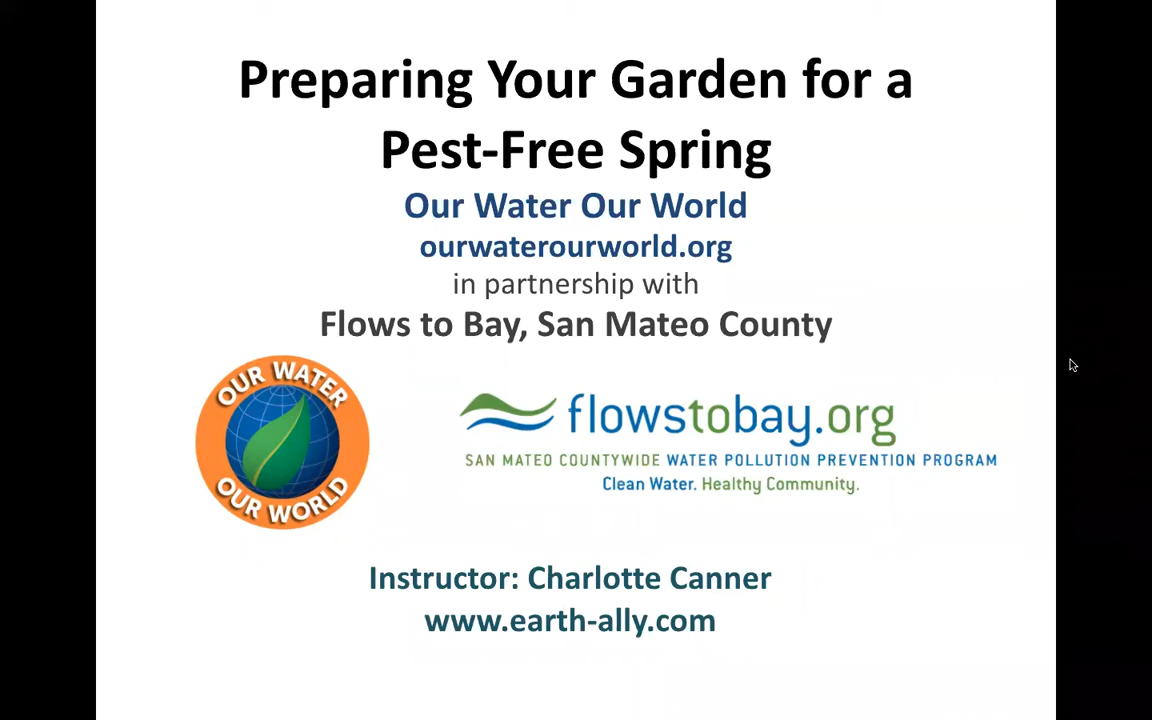 Preparing Your Garden for a
Pest-Free Spring
Our Water Our World
ourwaterourworld.org
in partnership with
Flows to Bay, San Mateo County
OUR WATER
OUR WORLD
flowstobay.org
SAN MATEO COUNTYWIDE WATER POLLUTION PREVENTION PROGRAM
Clean Water. Healthy Community.
Instructor: Charlotte Canner
www.earth-ally.com